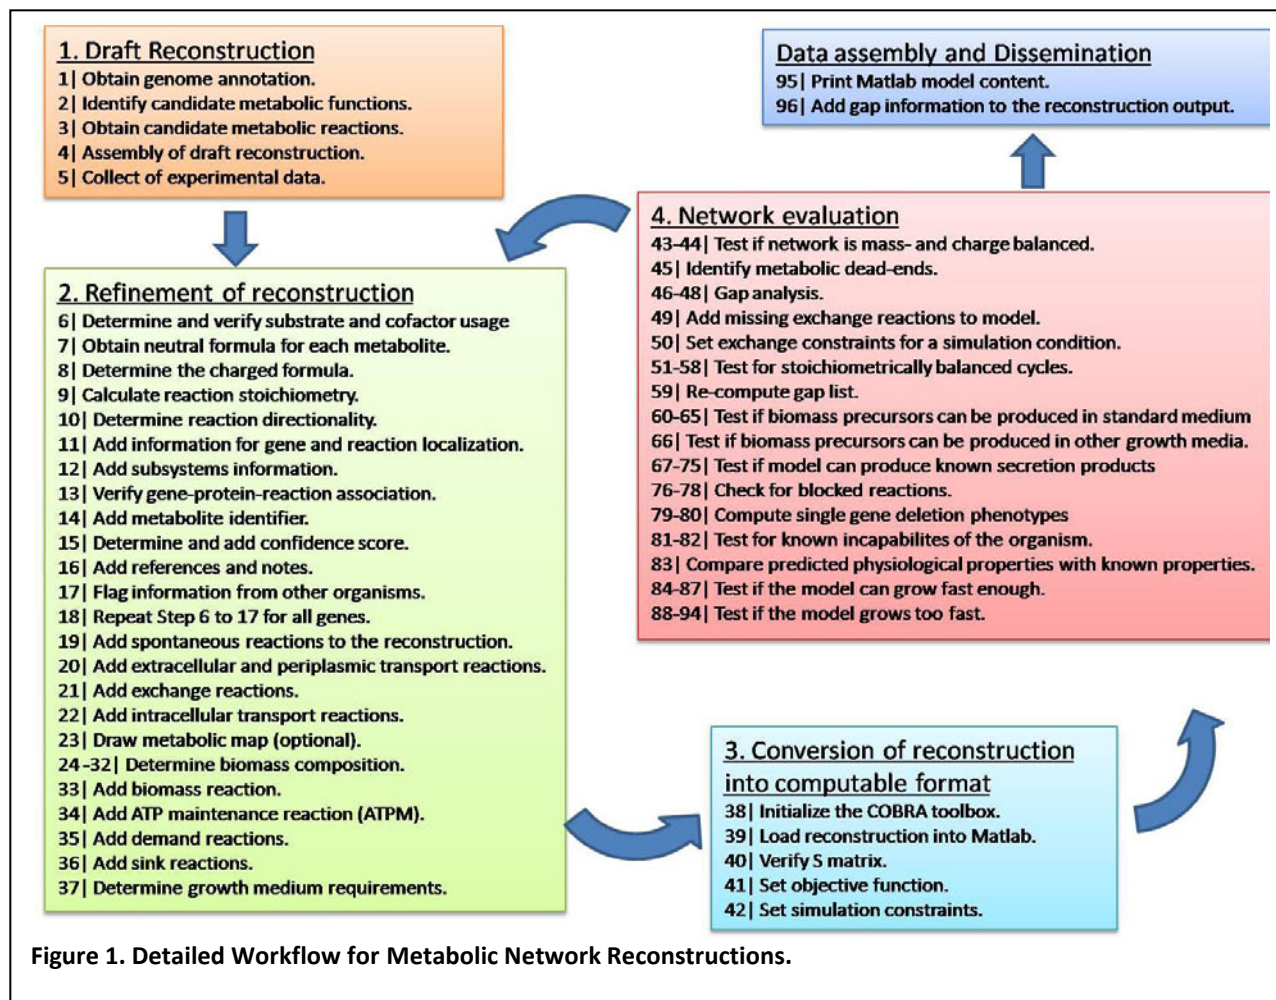 1. Draft Reconstruction
1| Obtain genome annotation.
2| Identify candidate metabolic functions.
3| Obtain candidate metabolic reactions.
4| Assembly of draft reconstruction.
5| Collect of experimental data.
2. Refinement of reconstruction
6| Determine and verify substrate and cofactor usage
7| Obtain neutral formula for each metabolite.
8| Determine the charged formula.
9| Calculate reaction stoichiometry.
10| Determine reaction directionality.
11| Add information for gene and reaction localization.
12| Add subsystems information.
13| Verify gene-protein-reaction association.
14| Add metabolite identifier.
15| Determine and add confidence score.
16| Add references and notes.
17| Flag information from other organisms.
18| Repeat Step 6 to 17 for all genes.
19| Add spontaneous reactions to the reconstruction.
20| Add extracellular and periplasmic transport reactions.
21| Add exchange reactions.
22| Add intracellular transport reactions.
23| Draw metabolic map (optional).
24 -32| Determine biomass composition.
33| Add biomass reaction.
34| Add ATP maintenance reaction (ATPM).
35| Add demand reactions.
36| Add sink reactions.
37| Determine growth medium requirements.
3. Conversion of reconstruction
into computable format
38| Initialize the COBRA toolbox.
39| Load reconstruction into Matlab.
40| Verify S matrix.
41| Set objective function.
42| Set simulation constraints.
4. Network evaluation
43-44| Test if network is mass- and charge balanced.
45| Identify metabolic dead-ends.
46-48| Gap analysis.
49| Add missing exchange reactions to model.
50| Set exchange constraints for a simulation condition.
51-58| Test for stoichiometrically balanced cycles.
59| Re-compute gap list.
60-65| Test if biomass precursors can be produced in standard medium
66| Test if biomass precursors can be produced in other growth media.
67-75| Test if model can produce known secretion products
76-78| Check for blocked reactions.
79-80| Compute single gene deletion phenotypes
81-82| Test for known incapabilites of the organism.
83| Compare predicted physiological properties with known properties.
84-87| Test if the model can grow fast enough.
88-94| Test if the model grows too fast.
Data assembly and Dissemination
95| Print Matlab model content.
96| Add gap information to the reconstruction output.
Figure 1. Detailed Workflow for Metabolic Network Reconstructions.